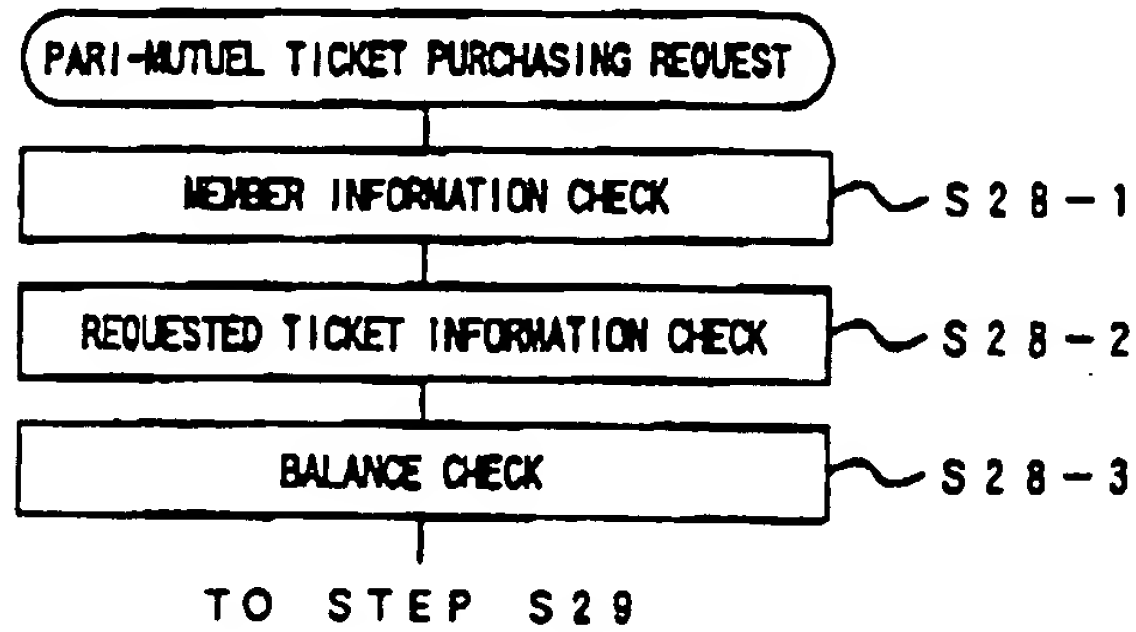 PARI-MUTUEL TICKET PURCHASING REQUEST
MEMBER INFORMATION CHECK
S28-1
REQUESTED TICKET INFORMATION CHECK
S28-2
BALANCE CHECK
S28-3
TO STEP S29